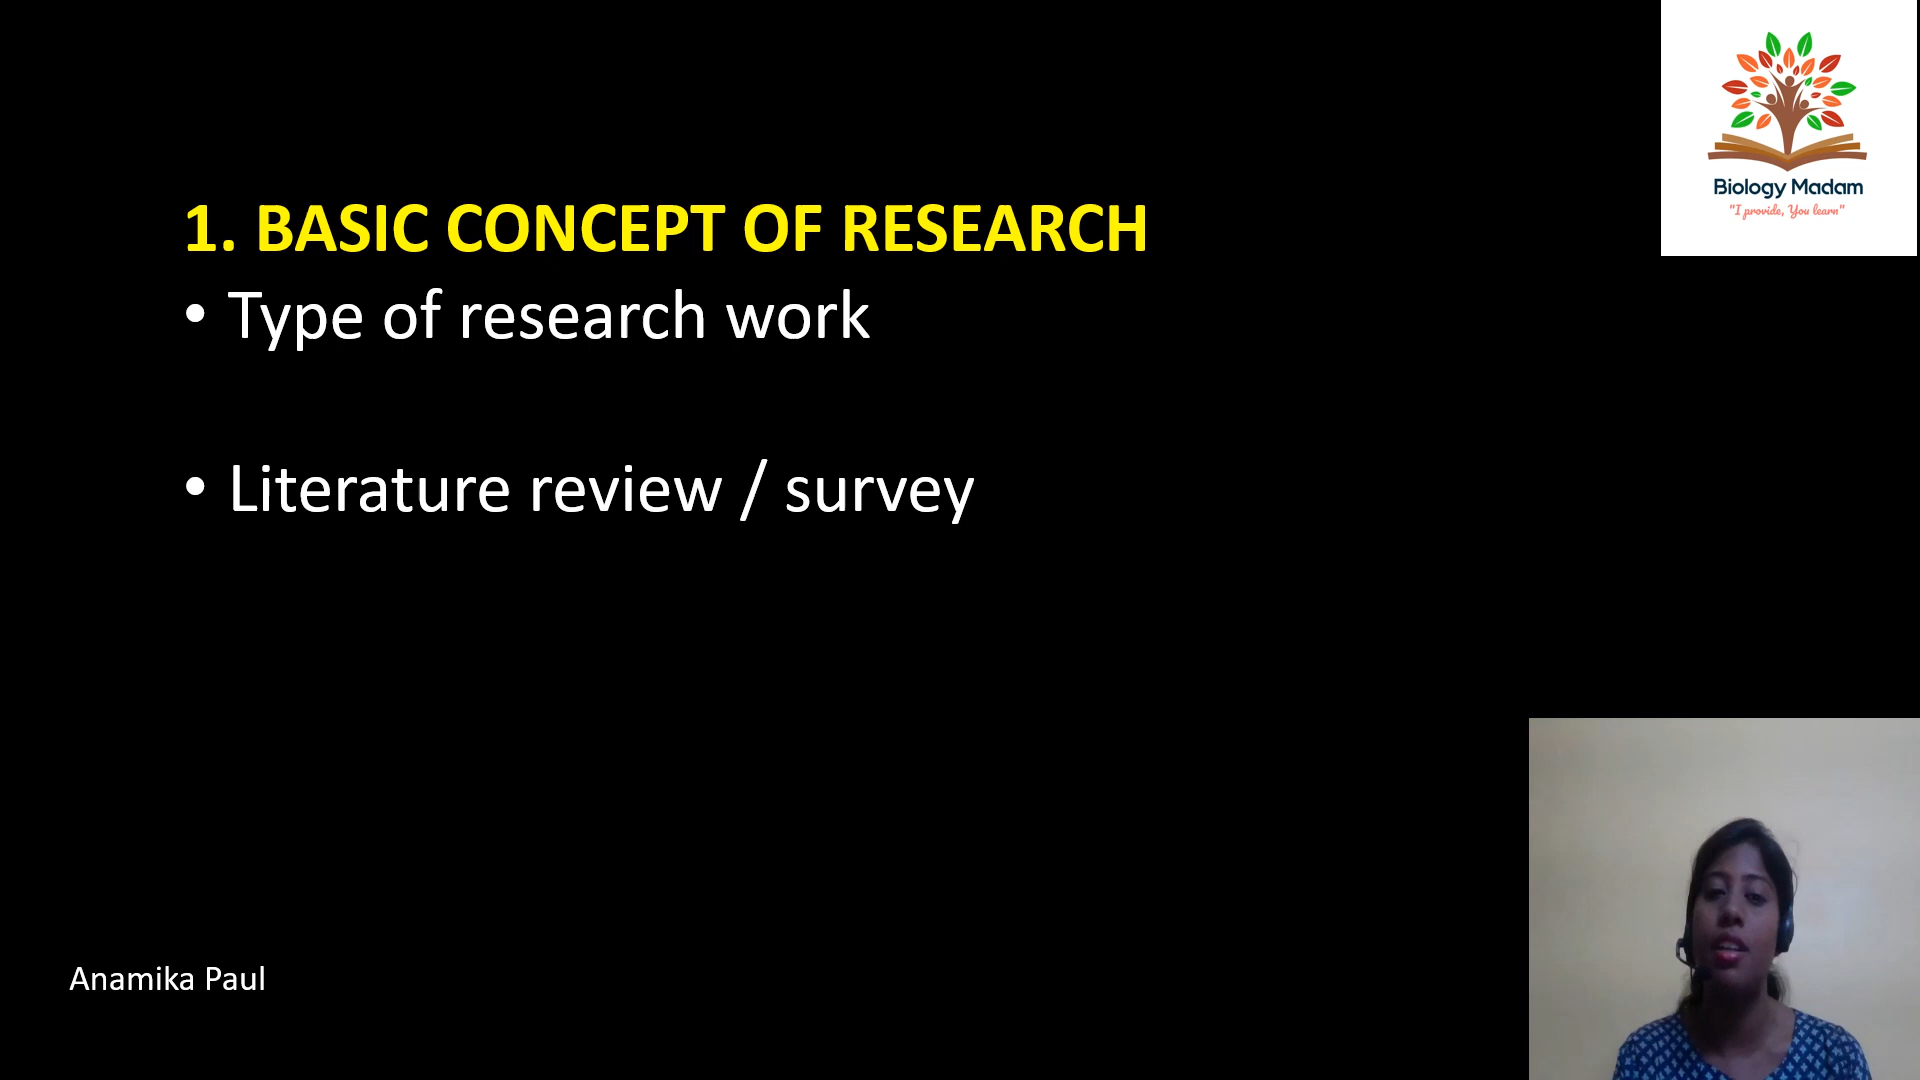 Biology Madam
"I provide, You learn"
1. BASIC CONCEPT OF RESEARCH
• Type of research work
• Literature review / survey
Anamika Paul